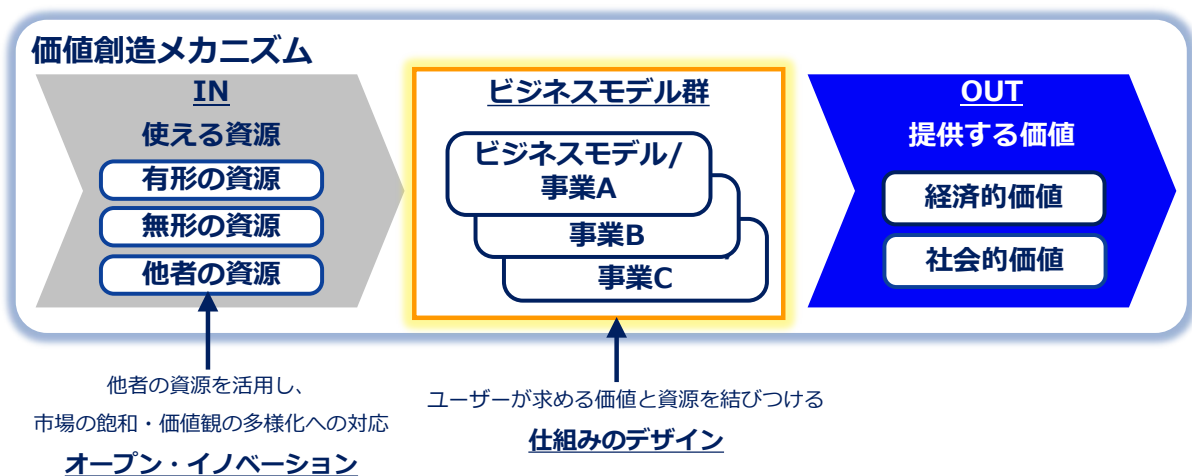 価値創造メカニズム
IN
使える資源
有形の資源
無形の資源
他者の資源
ビジネスモデル群
ビジネスモデル/
事業A
事業B
事業C
OUT
提供する価値
経済的価値
社会的価値
他者の資源を活用し、
市場の飽和・価値観の多様化への対応
オープン・イノベーション
ユーザーが求める価値と資源を結びつける
仕組みのデザイン